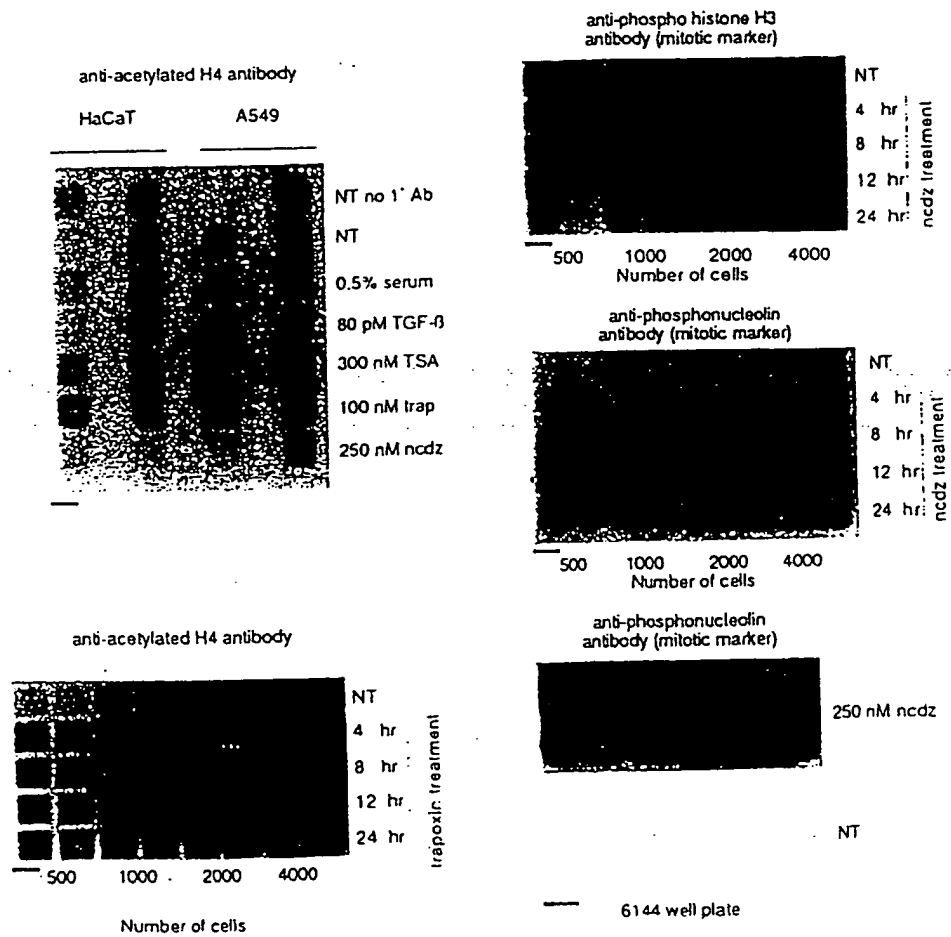 anti-acetylated H4 antibody
HaCaT
A549
NT no 1° Ab
NT
0.5% serum
80 pM TGF-ß
300 nM TSA
100 nM trap
250 nM ncdz
anti-acetylated H4 antibody
NT
4 hr
8 hr
12 hr
24 hr
trapoxin treatment
500 1000 2000 4000
Number of cells
anti-phospho histone H3
antibody (mitotic marker)
NT
4 hr
8 hr
12 hr
24 hr
ncdz treatment
500 1000 2000 4000
Number of cells
anti-phosphonucleolin
antibody (mitotic marker)
NT
4 hr
8 hr
12 hr
24 hr
ncdz treatment
500 1000 2000 4000
Number of cells
anti-phosphonucleolin
antibody (mitotic marker)
250 nM ncdz
NT
6144 well plate